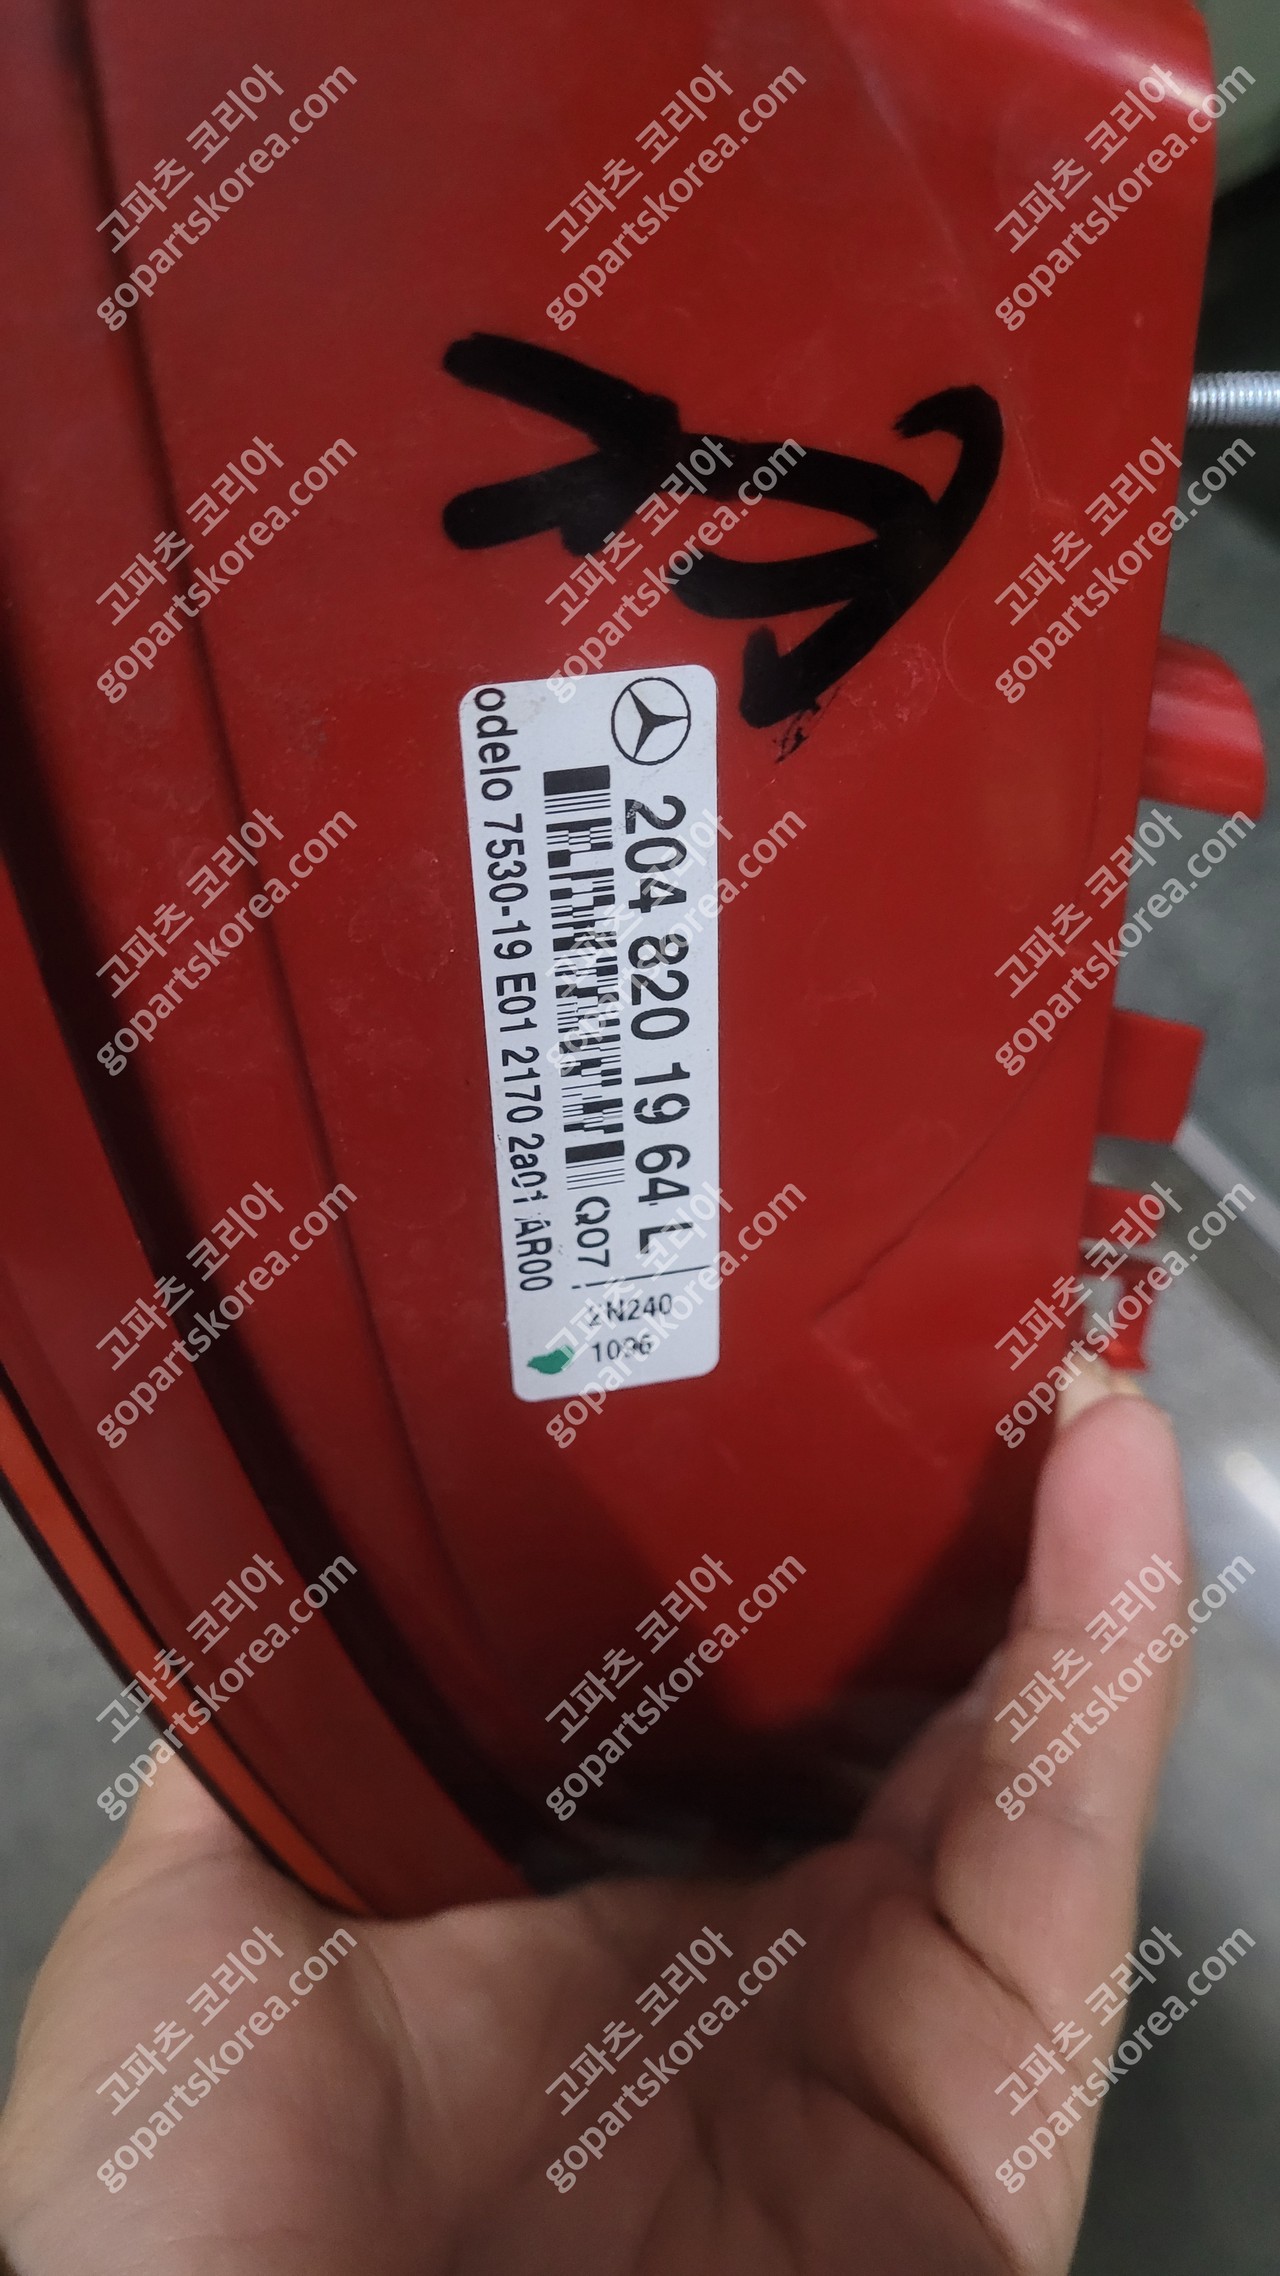 204 820 19 64 L
Q07
odelo 7530-19 E01 2170 2a01 AR00
2N240
1096
고파츠 코리아
gopartskorea.com